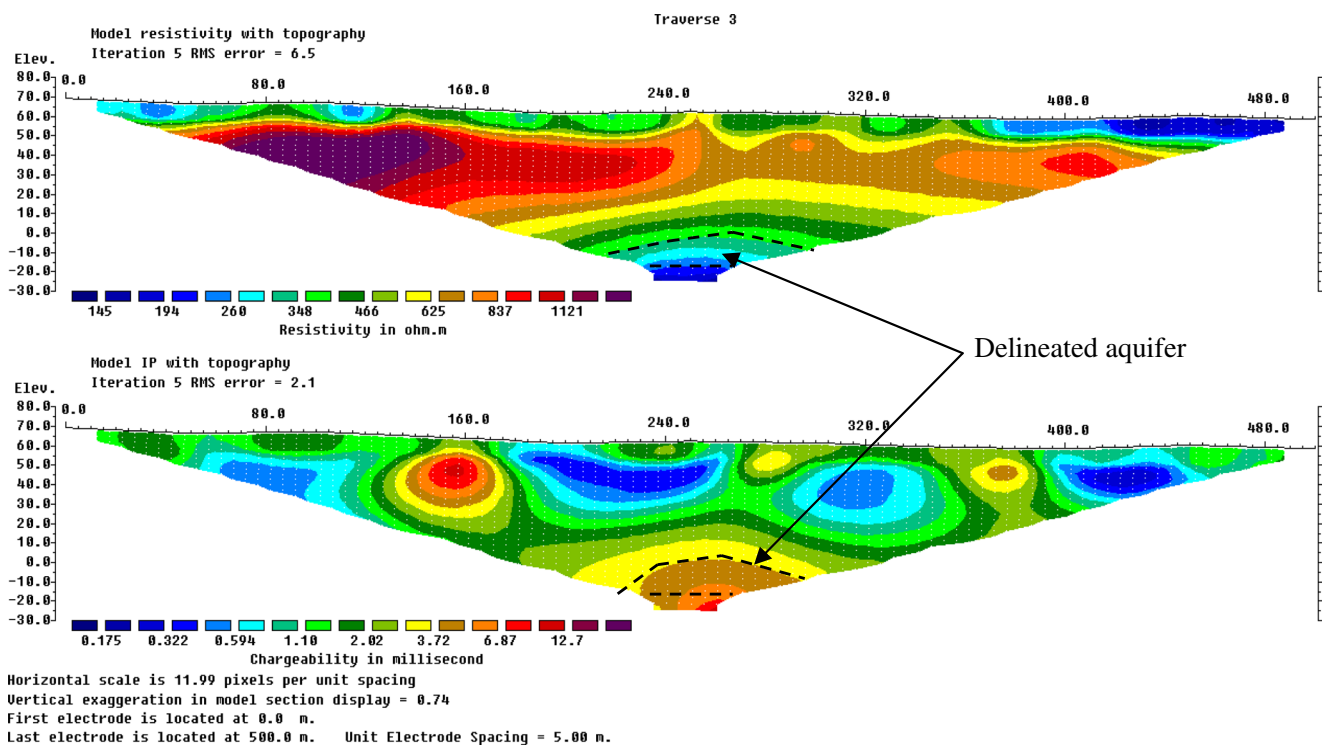 Traverse 3
Model resistivity with topography
Iteration 5 RMS error = 6.5
Elev.
80.0
70.0
60.0
50.0
40.0
30.0
20.0
10.0
0.0
-10.0
-20.0
-30.0
0.0 80.0 160.0 240.0 320.0 400.0 480.0
145 194 260 348 466 625 837 1121
Resistivity in ohm.m
Delineated aquifer
Model IP with topography
Iteration 5 RMS error = 2.1
Elev.
80.0
70.0
60.0
50.0
40.0
30.0
20.0
10.0
0.0
-10.0
-20.0
-30.0
0.0 80.0 160.0 240.0 320.0 400.0 480.0
0.175 0.322 0.594 1.10 2.02 3.72 6.87 12.7
Chargeability in millisecond
Horizontal scale is 11.99 pixels per unit spacing
Vertical exaggeration in model section display = 0.74
First electrode is located at 0.0 m.
Last electrode is located at 500.0 m. Unit Electrode Spacing = 5.00 m.